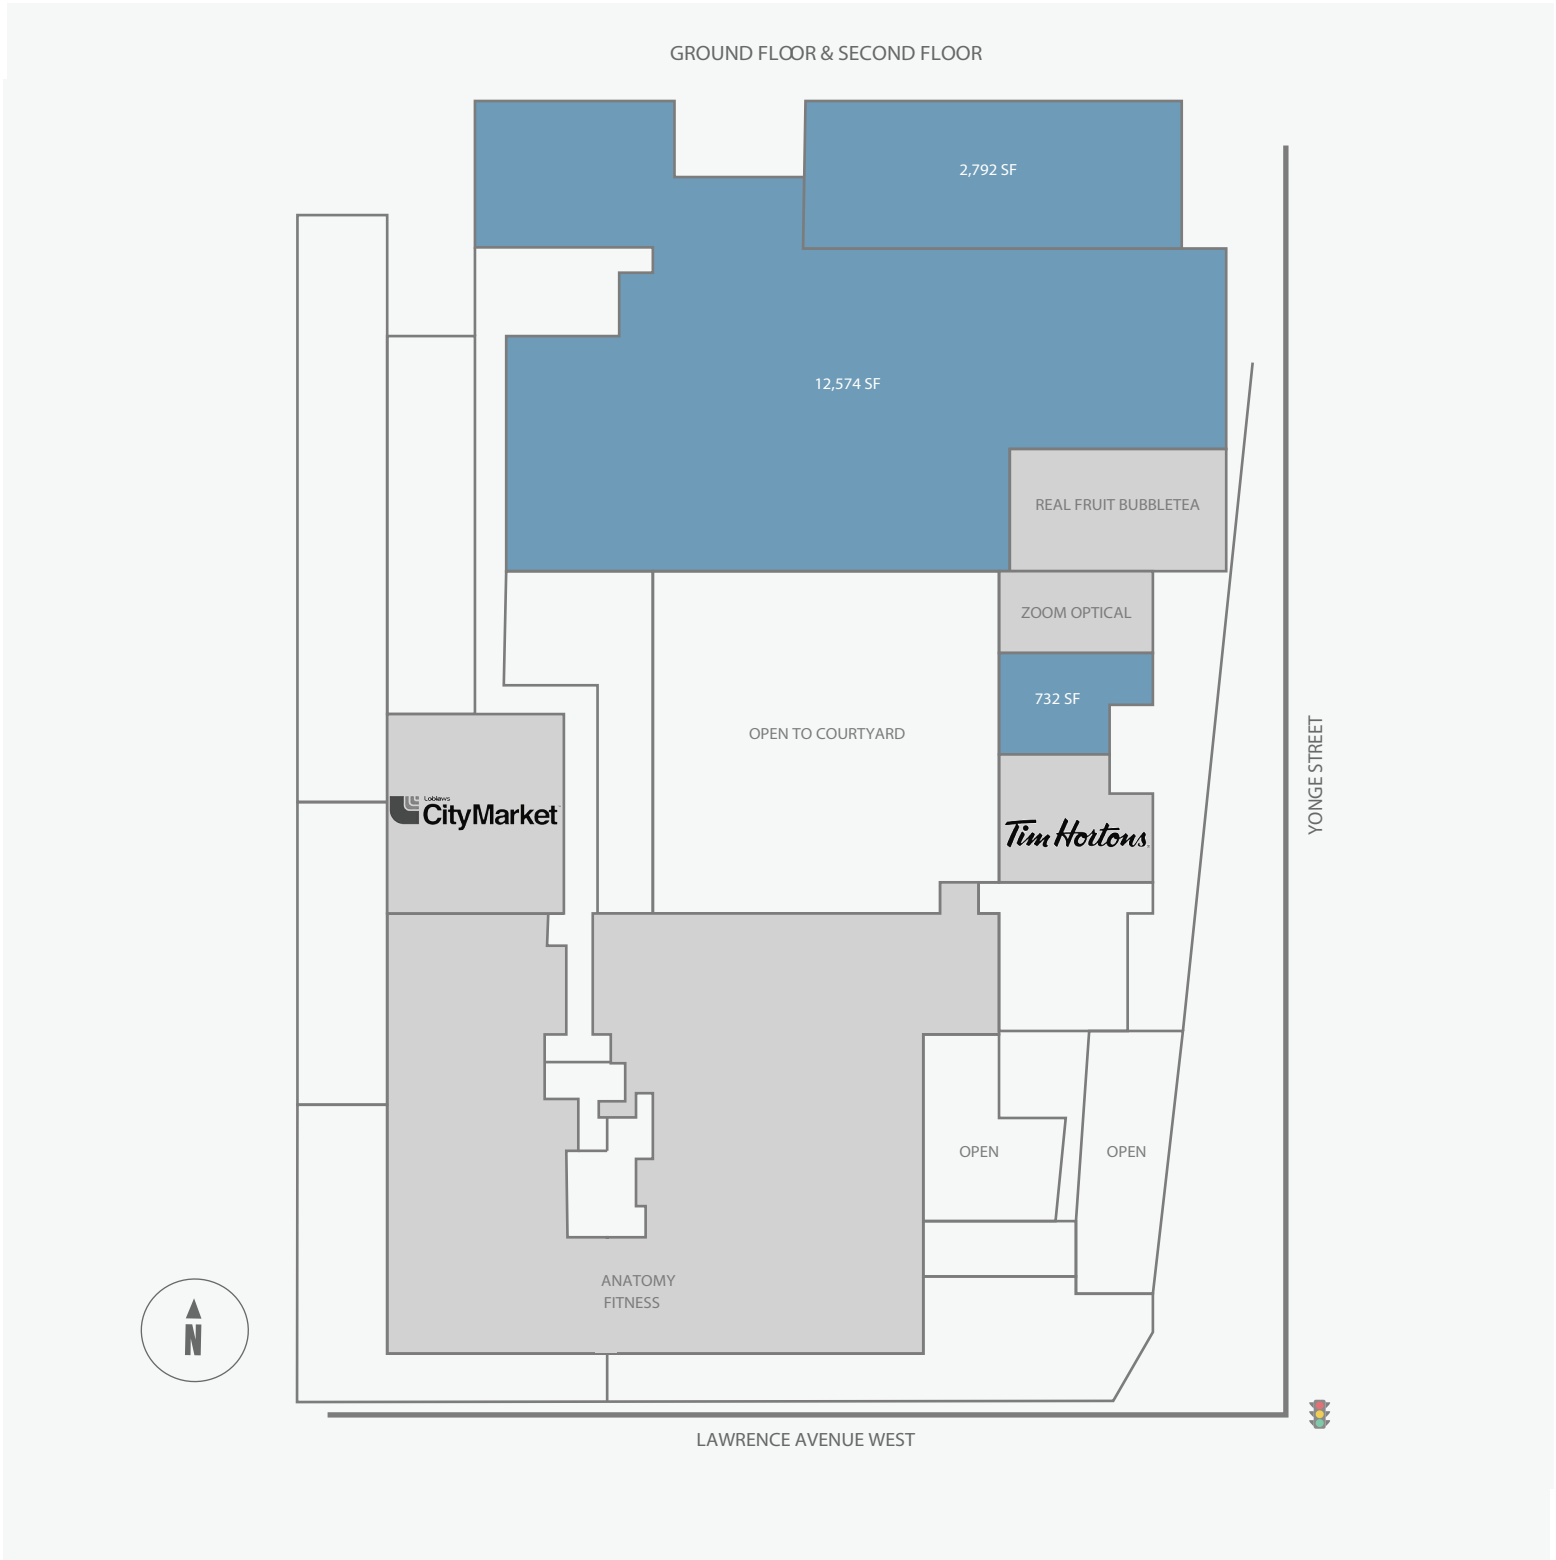 GROUND FLOOR & SECOND FLOOR
2,792 SF
12,574 SF
REAL FRUIT BUBBLETEA
ZOOM OPTICAL
732 SF
OPEN TO COURTYARD
YONGE STREET
Loblaws
CityMarket
Tim Hortons
OPEN
OPEN
ANATOMY
FITNESS
N
LAWRENCE AVENUE WEST